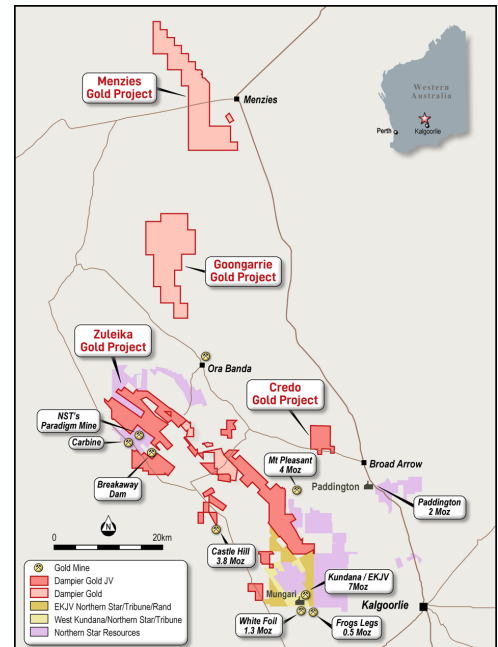 Menzies
Gold Project
Menzies
Western
Australia
Perth
Kalgoorlie
Goongarrie
Gold Project
Zuleika
Gold Project
Ora Banda
Credo
Gold Project
NST's
Paradigm Mine
Carbine
Breakaway
Dam
Mt Pleasant
4 Moz
Broad Arrow
Paddington
Paddington
2 Moz
N
0
20km
Castle Hill
3.8 Moz
Kundana / EKJV
7Moz
Mungari
Kalgoorlie
White Foil
1.3 Moz
Frogs Legs
0.5 Moz
Gold Mine
Dampier Gold JV
Dampier Gold
EKJV Northern Star/Tribune/Rand
West Kundana/Northern Star/Tribune
Northern Star Resources